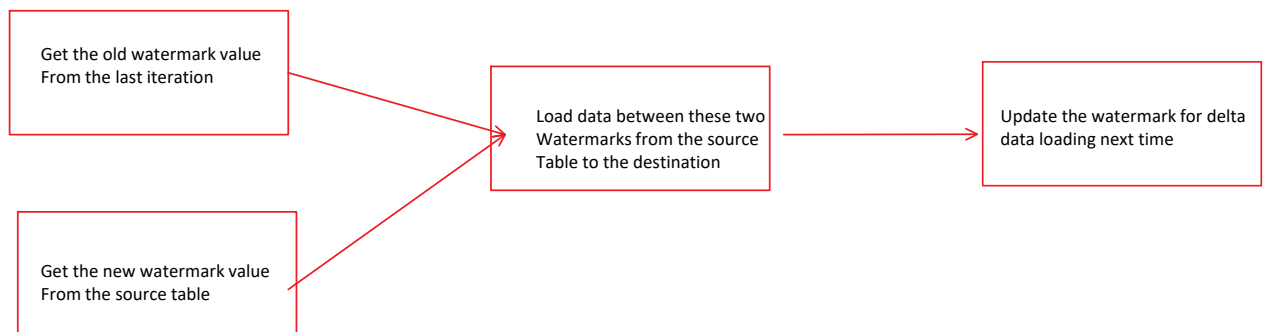 Get the old watermark value
From the last iteration
Load data between these two
Watermarks from the source
Table to the destination
Update the watermark for delta
data loading next time
Get the new watermark value
From the source table